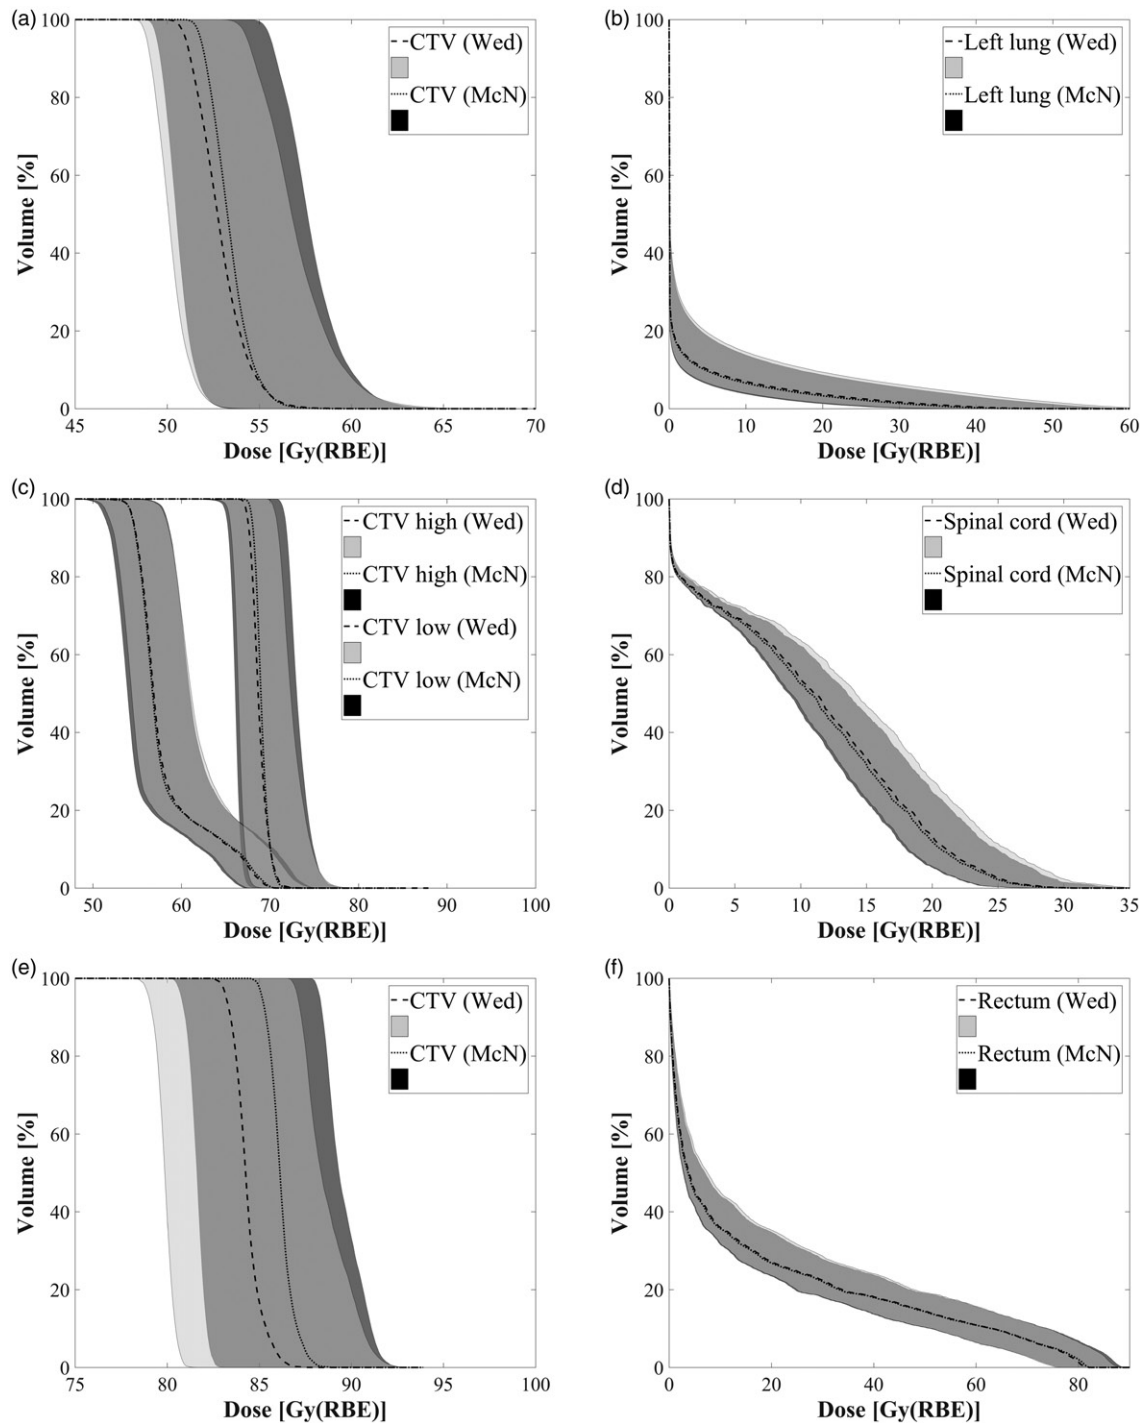 (a)
100
80
60
40
20
0
Volume [%]
CTV (Wed)
CTV (McN)
45 50 55 60 65 70
Dose [Gy(RBE)]
(b)
100
80
60
40
20
0
Volume [%]
Left lung (Wed)
Left lung (McN)
0 10 20 30 40 50 60
Dose [Gy(RBE)]
(c)
100
80
60
40
20
0
Volume [%]
CTV high (Wed)
CTV high (McN)
CTV low (Wed)
CTV low (McN)
50 60 70 80 90 100
Dose [Gy(RBE)]
(d)
100
80
60
40
20
0
Volume [%]
Spinal cord (Wed)
Spinal cord (McN)
0 5 10 15 20 25 30 35
Dose [Gy(RBE)]
(e)
100
80
60
40
20
0
Volume [%]
CTV (Wed)
CTV (McN)
75 80 85 90 95 100
Dose [Gy(RBE)]
(f)
100
80
60
40
20
0
Volume [%]
Rectum (Wed)
Rectum (McN)
0 20 40 60 80
Dose [Gy(RBE)]